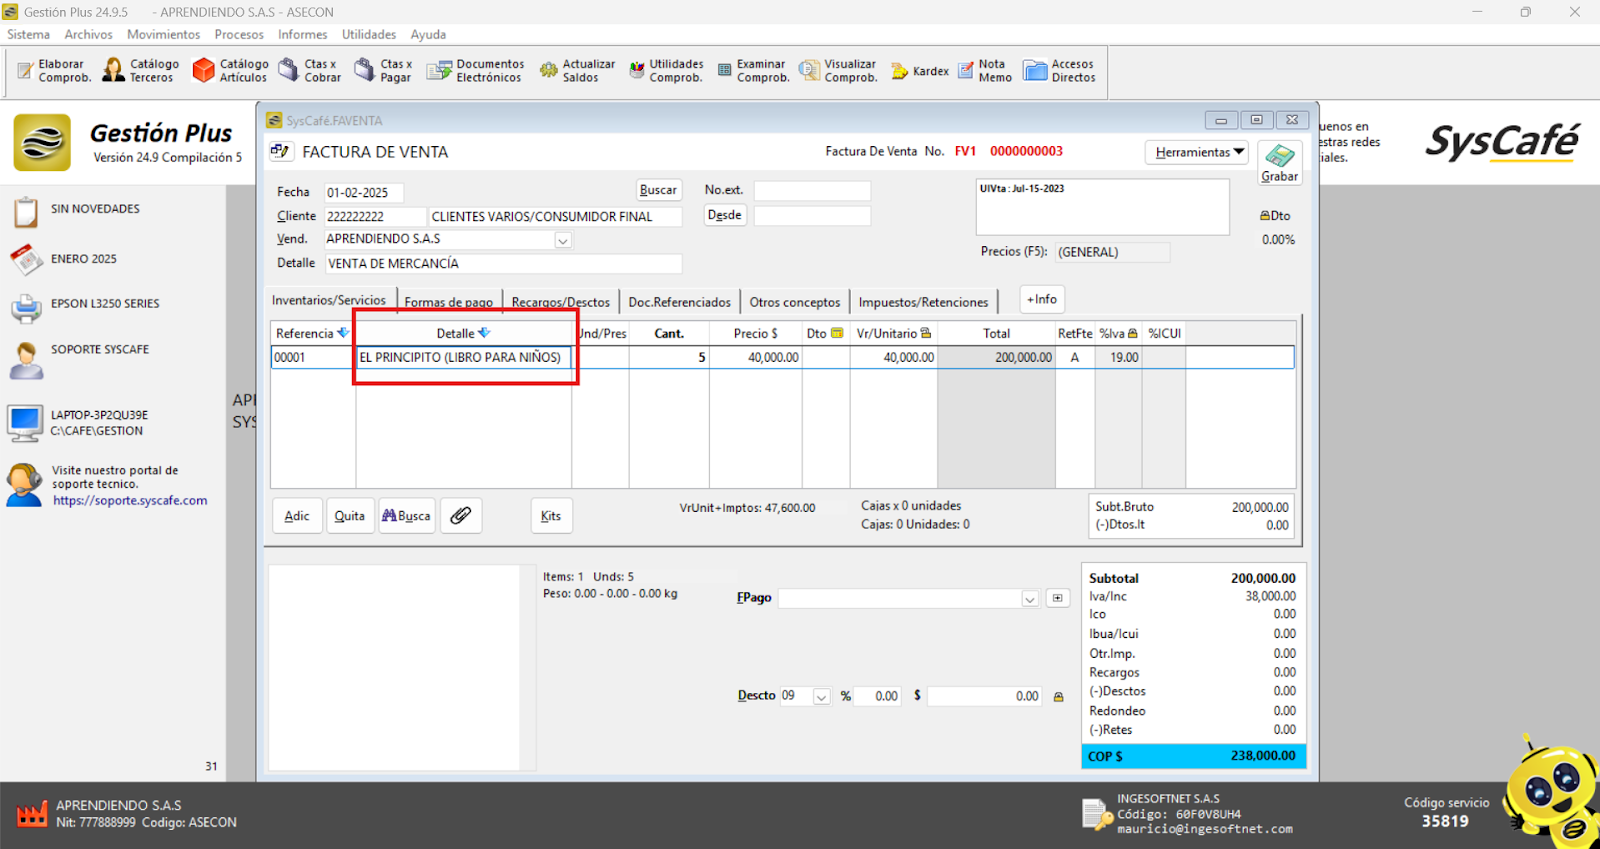 Gestión Plus 24.9.5 - APRENDIENDO S.A.S - ASECON
Sistema Archivos Movimientos Procesos Informes Utilidades Ayuda
Elaborar Comprob.
Catálogo Terceros
Catálogo Artículos
Ctas x Cobrar
Ctas x Pagar
Documentos Electrónicos
Actualizar Saldos
Utilidades Comprob.
Examinar Comprob.
Visualizar Comprob.
Kardex
Nota Memo
Accesos Directos
Gestión Plus
Versión 24.9 Compilación 5
SIN NOVEDADES
ENERO 2025
EPSON L3250 SERIES
SOPORTE SYSCAFE
LAPTOP-3P2QU39E
C:\CAFE\GESTION
Visite nuestro portal de
soporte tecnico.
https://soporte.syscafe.com
31
API
SYS
uenos en
estras redes
iales.
SysCafé
SysCafé.FAVENTA
FACTURA DE VENTA
Factura De Venta No. FV1 0000000003
Herramientas
Grabar
Fecha 01-02-2025 Buscar No.ext.
Cliente 222222222 CLIENTES VARIOS/CONSUMIDOR FINAL Desde
Vend. APRENDIENDO S.A.S
Detalle VENTA DE MERCANCÍA
UlVta : Jul-15-2023
Precios (F5): (GENERAL)
Dto
0.00%
Inventarios/Servicios Formas de pago Recargos/Desctos Doc.Referenciados Otros conceptos Impuestos/Retenciones +Info
Referencia Detalle Und/Pres Cant. Precio $ Dto Vr/Unitario Total RetFte %Iva %ICUI
00001 EL PRINCIPITO (LIBRO PARA NIÑOS) 5 40,000.00 40,000.00 200,000.00 A 19.00
Adic Quita Busca Kits
VrUnit+Imptos: 47,600.00
Cajas x 0 unidades
Cajas: 0 Unidades: 0
Subt.Bruto 200,000.00
(-)Dtos.It 0.00
Items: 1 Unds: 5
Peso: 0.00 - 0.00 - 0.00 kg
FPago
Descto 09 % 0.00 $ 0.00
Subtotal 200,000.00
Iva/Inc 38,000.00
Ico 0.00
Ibua/Icui 0.00
Otr.Imp. 0.00
Recargos 0.00
(-)Desctos 0.00
Redondeo 0.00
(-)Retes 0.00
COP $ 238,000.00
APRENDIENDO S.A.S
Nit: 777888999 Codigo: ASECON
INGESOFTNET S.A.S
Código: 60F0V8UH4
mauricio@ingesoftnet.com
Código servicio
35819